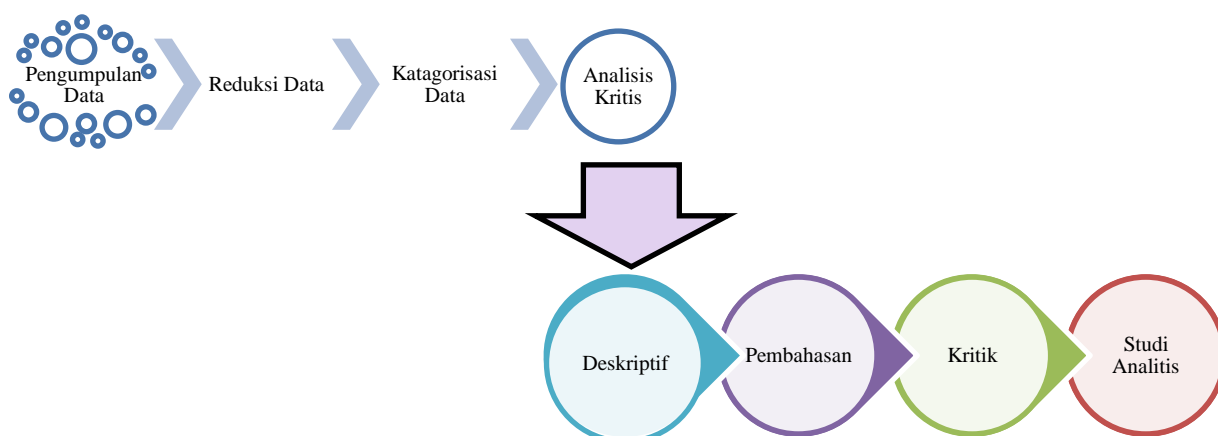 Pengumpulan
Data
Reduksi Data
Katagorisasi
Data
Analisis
Kritis
Deskriptif
Pembahasan
Kritik
Studi
Analitis